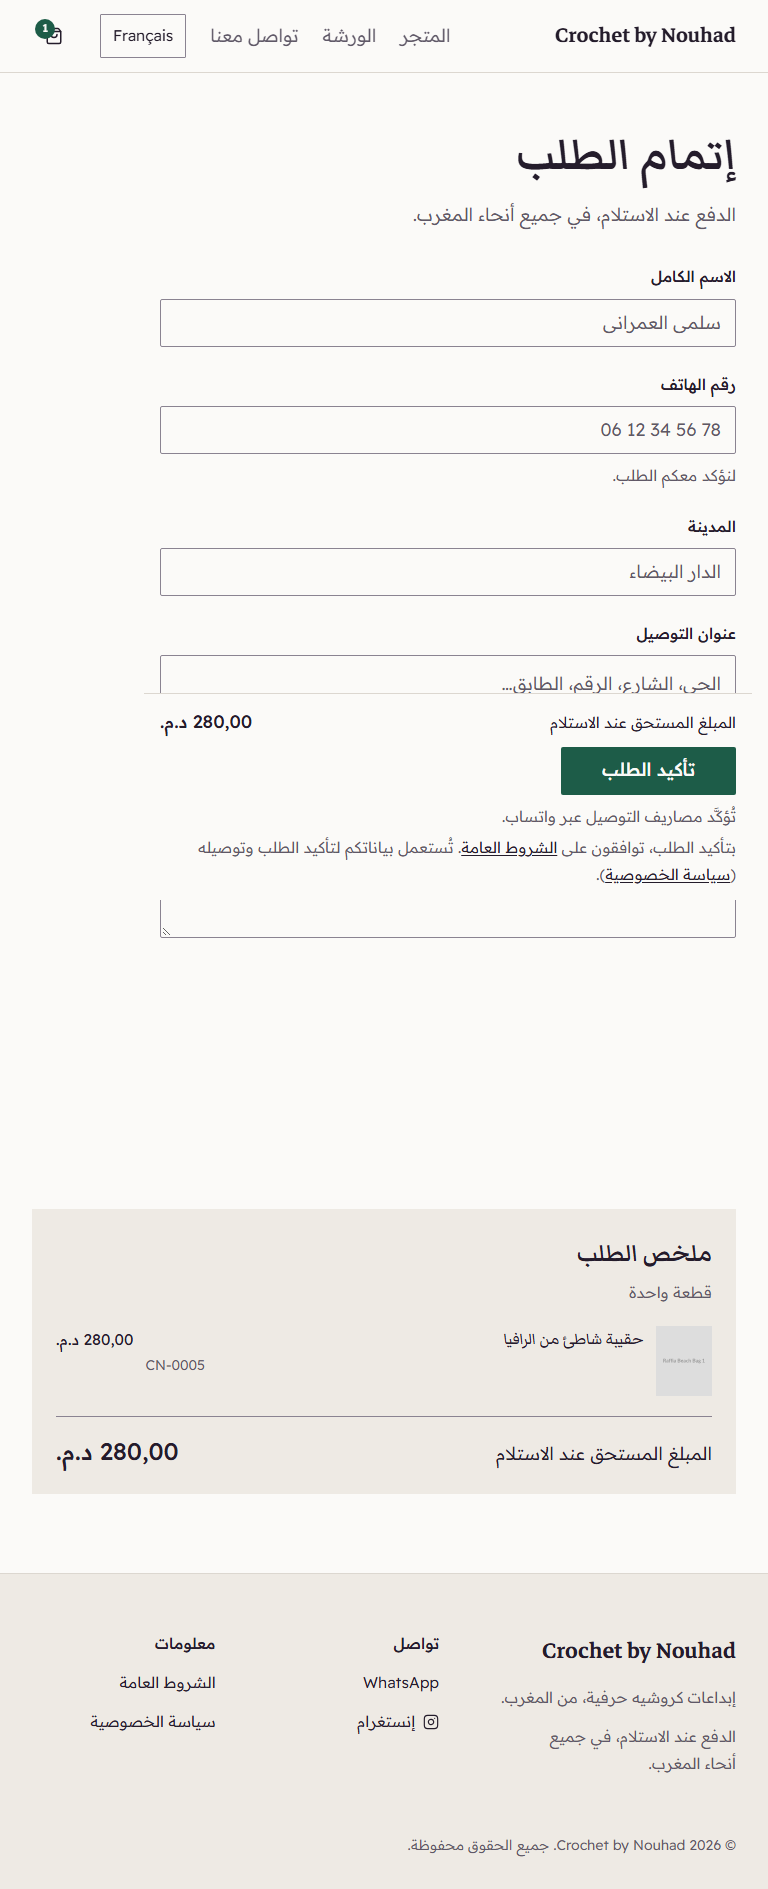 Crochet by Nouhad
المتجر
الورشة
تواصل معنا
Français
1
إتمام الطلب
الدفع عند الاستلام، في جميع أنحاء المغرب.
الاسم الكامل
سلمى العمراني
رقم الهاتف
06 12 34 56 78
لنؤكد معكم الطلب.
المدينة
الدار البيضاء
عنوان التوصيل
الحي، الشارع، الرقم، الطابق…
المبلغ المستحق عند الاستلام
280,00 د.م.
تأكيد الطلب
تُؤكَّد مصاريف التوصيل عبر واتساب.
بتأكيد الطلب، توافقون على الشروط العامة. تُستعمل بياناتكم لتأكيد الطلب وتوصيله
(سياسة الخصوصية).
ملخص الطلب
قطعة واحدة
Raffia Beach Bag 1
حقيبة شاطئ من الرافيا
280,00 د.م.
CN-0005
المبلغ المستحق عند الاستلام
280,00 د.م.
Crochet by Nouhad
إبداعات كروشيه حرفية، من المغرب.
الدفع عند الاستلام، في جميع
أنحاء المغرب.
تواصل
WhatsApp
إنستغرام
معلومات
الشروط العامة
سياسة الخصوصية
© 2026 Crochet by Nouhad. جميع الحقوق محفوظة.